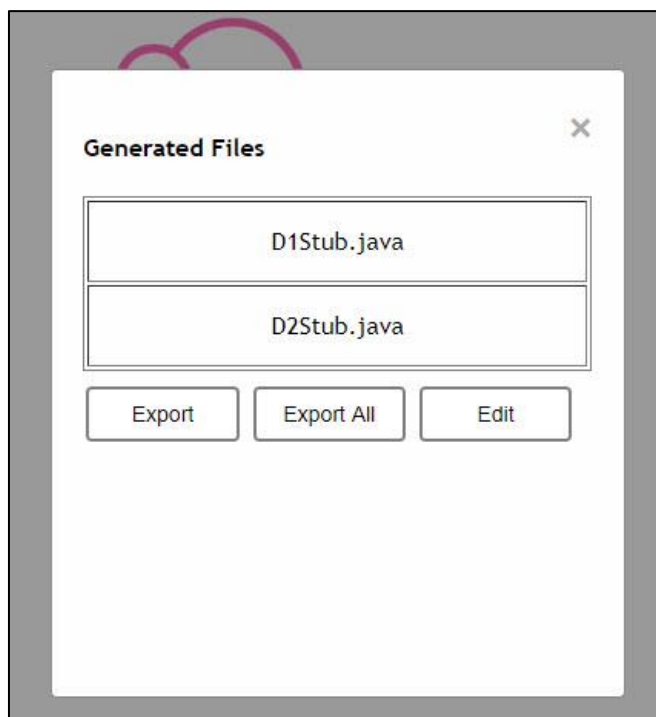 Generated Files
×
D1Stub.java
D2Stub.java
Export Export All Edit